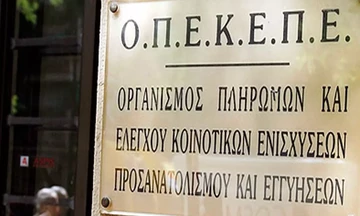 Ο.Π.Ε.Κ.Ε.Π.Ε.
ΟΡΓΑΝΙΣΜΟΣ ΠΛΗΡΩΜΩΝ ΚΑΙ
ΕΛΕΓΧΟΥ ΚΟΙΝΟΤΙΚΩΝ ΕΝΙΣΧΥΣΕΩΝ
ΠΡΟΣΑΝΑΤΟΛΙΣΜΟΥ ΚΑΙ ΕΓΓΥΗΣΕΩΝ